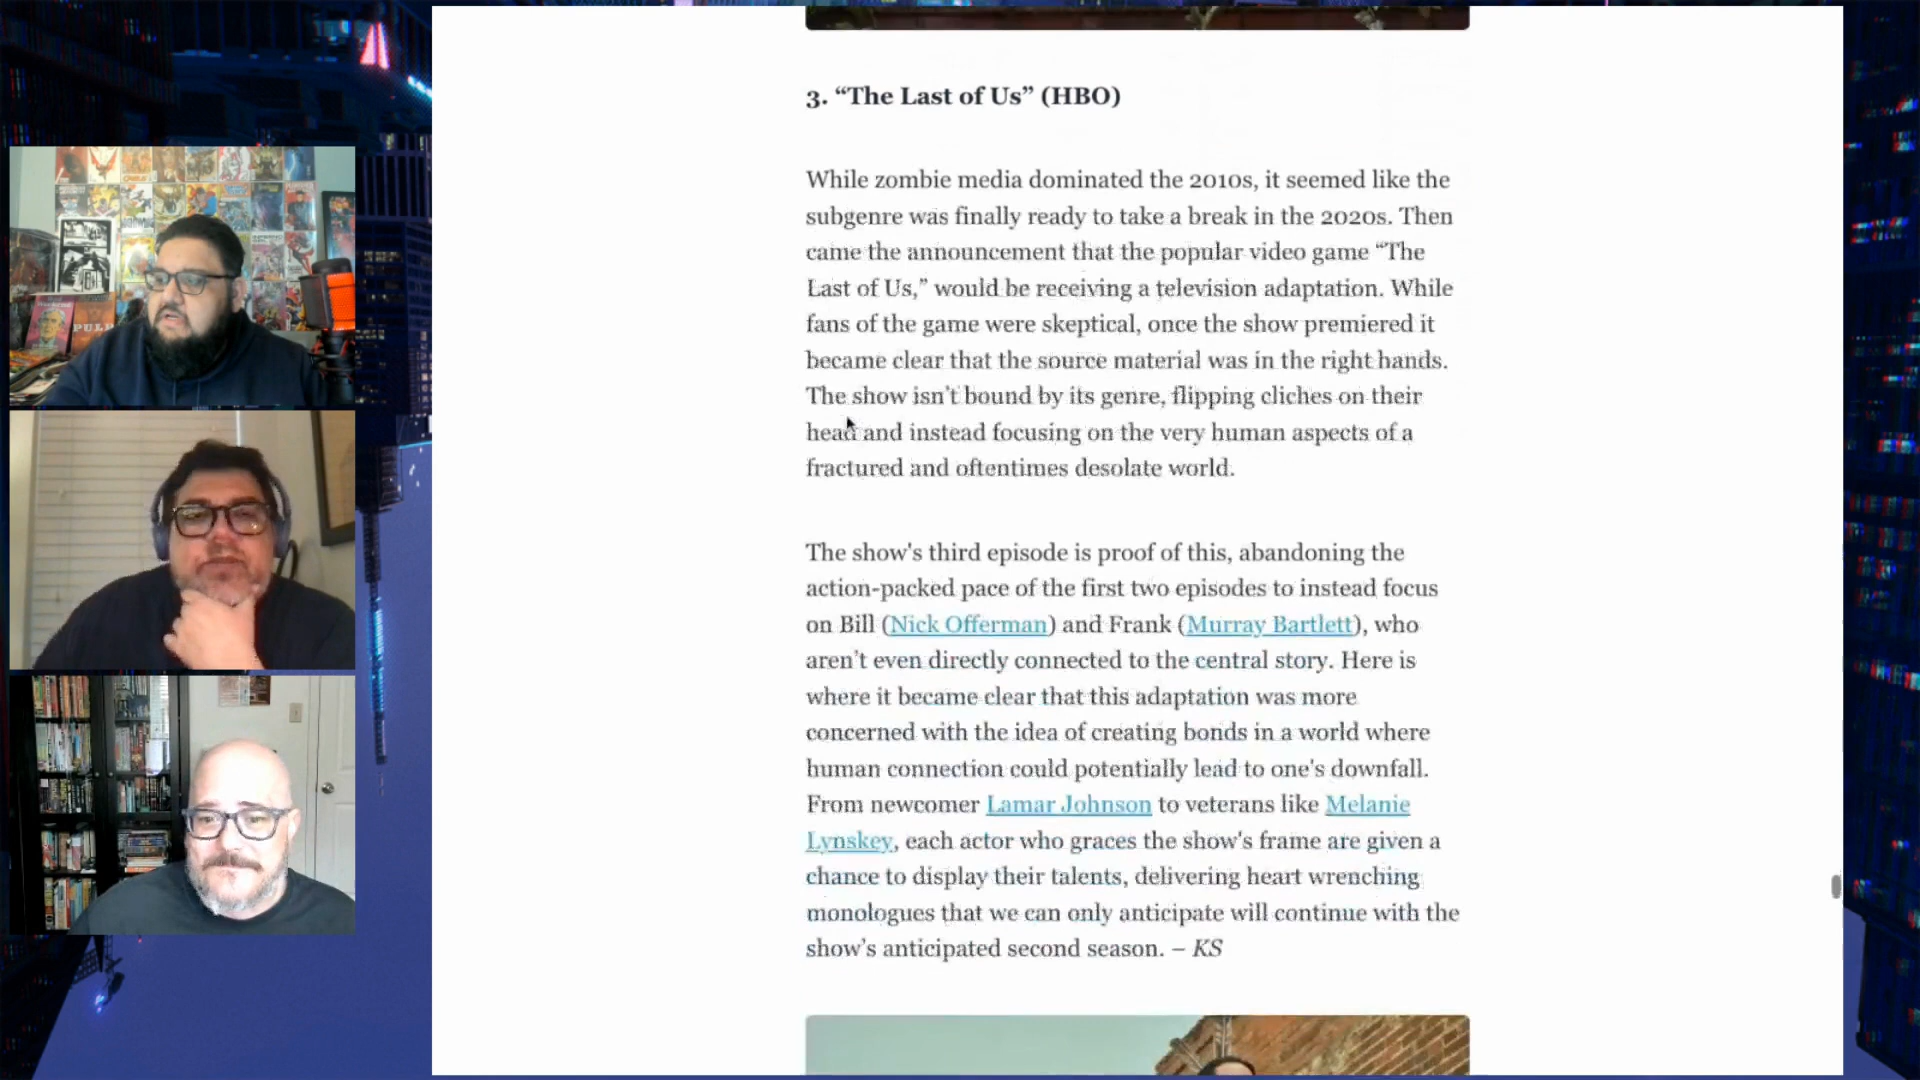 3. “The Last of Us” (HBO)
While zombie media dominated the 2010s, it seemed like the
subgenre was finally ready to take a break in the 2020s. Then
came the announcement that the popular video game “The
Last of Us,” would be receiving a television adaptation. While
fans of the game were skeptical, once the show premiered it
became clear that the source material was in the right hands.
The show isn’t bound by its genre, flipping cliches on their
head and instead focusing on the very human aspects of a
fractured and oftentimes desolate world.
The show's third episode is proof of this, abandoning the
action-packed pace of the first two episodes to instead focus
on Bill (Nick Offerman) and Frank (Murray Bartlett), who
aren’t even directly connected to the central story. Here is
where it became clear that this adaptation was more
concerned with the idea of creating bonds in a world where
human connection could potentially lead to one's downfall.
From newcomer Lamar Johnson to veterans like Melanie
Lynskey, each actor who graces the show's frame are given a
chance to display their talents, delivering heart wrenching
monologues that we can only anticipate will continue with the
show’s anticipated second season. – KS
PULP